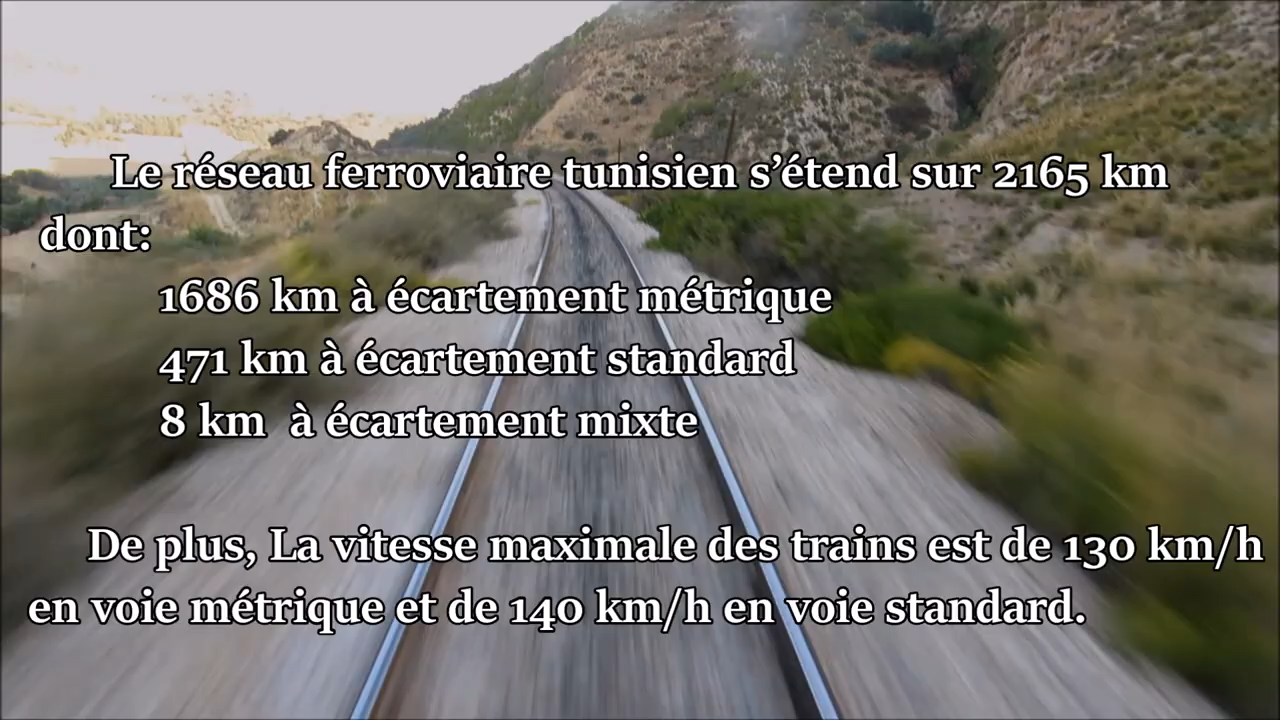 Le réseau ferroviaire tunisien s’étend sur 2165 km
dont:
1686 km à écartement métrique
471 km à écartement standard
8 km  à écartement mixte
De plus, La vitesse maximale des trains est de 130 km/h
en voie métrique et de 140 km/h en voie standard.